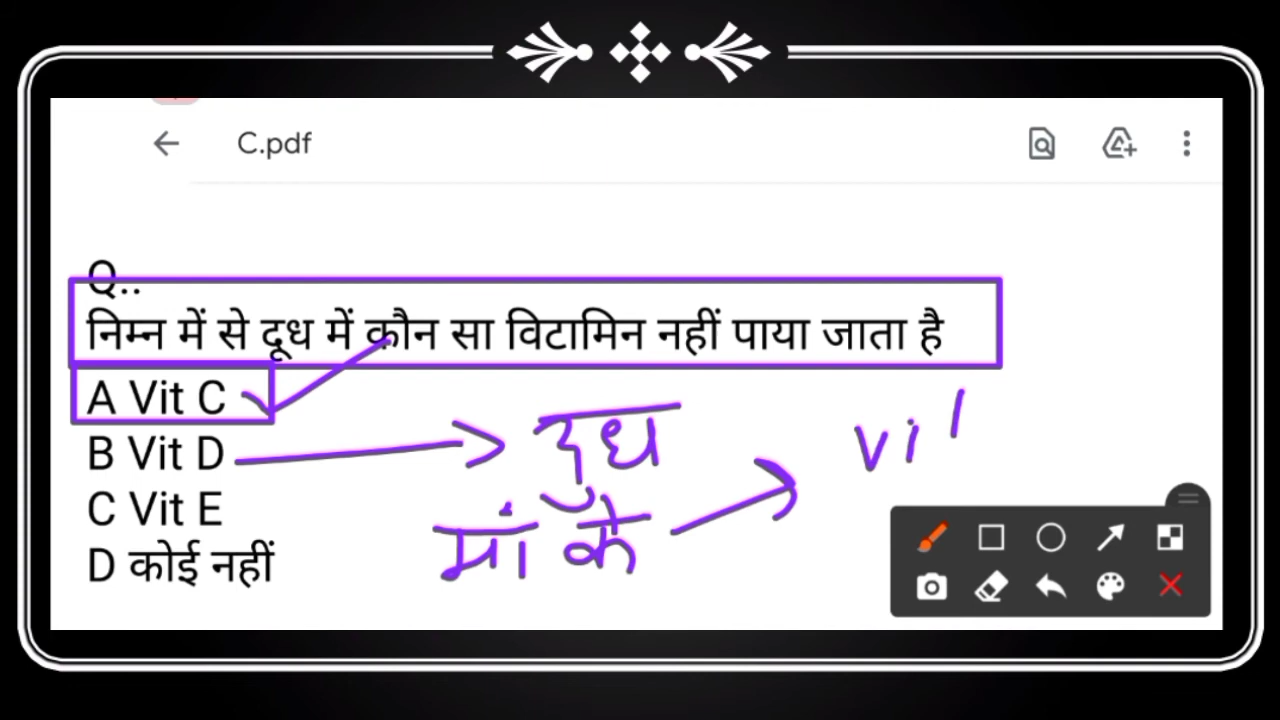 C.pdf
Q..
निम्न में से दूध में कौन सा विटामिन नहीं पाया जाता है
A Vit C
B Vit D
दुध
vi
C Vit E
मां के
D कोई नहीं